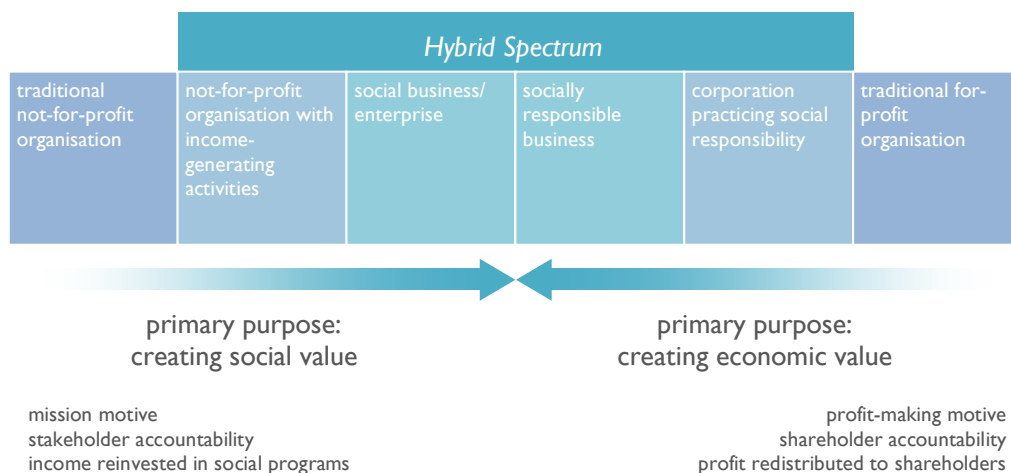 Hybrid Spectrum
traditional
not-for-profit
organisation
not-for-profit
organisation with
income-
generating
activities
social business/
enterprise
socially
responsible
business
corporation
practicing social
responsibility
traditional for-
profit
organisation
primary purpose:
creating social value
primary purpose:
creating economic value
mission motive
stakeholder accountability
income reinvested in social programs
profit-making motive
shareholder accountability
profit redistributed to shareholders